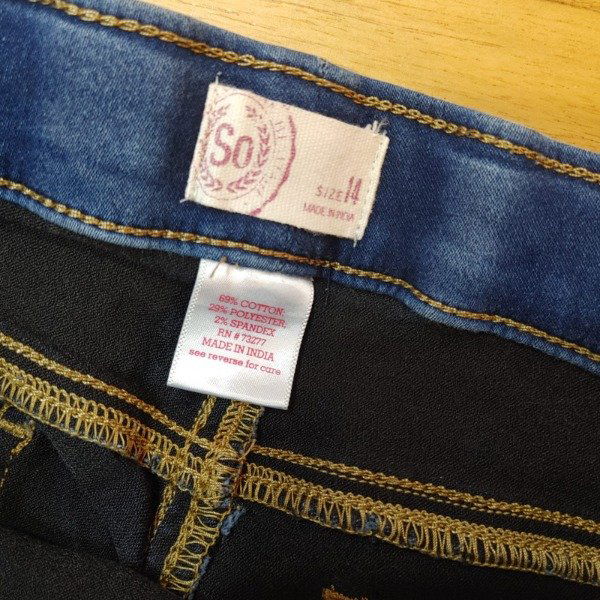 So
SIZE 14
MADE IN INDIA
69% COTTON,
29% POLYESTER,
2% SPANDEX
RN # 73277
MADE IN INDIA
see reverse for care